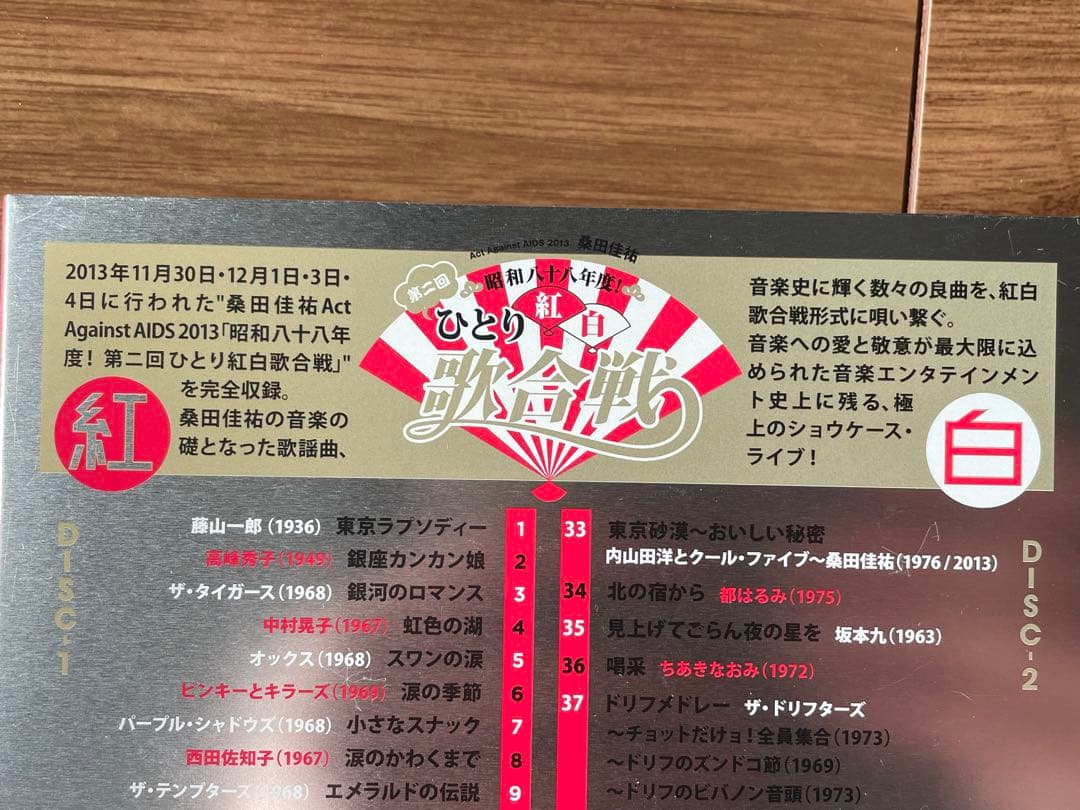 2013年11月30日・12月1日・3日・
4日に行われた"桑田佳祐Act
Against AIDS 2013「昭和八十八年
度! 第二回ひとり紅白歌合戦」"
を完全収録。
桑田佳祐の音楽の
礎となった歌謡曲、
紅
Act Against AIDS 2013 桑田佳祐
昭和八十八年度!
第二回
ひとり
紅
白
歌合戦
音楽史に輝く数々の良曲を、紅白
歌合戦形式に唄い繋ぐ。
音楽への愛と敬意が最大限に込
められた音楽エンタテインメン
ト史上に残る、極
上のショウケース・
ライブ!
白
DISC-1
藤山一郎(1936) 東京ラプソディー 1
高峰秀子(1949) 銀座カンカン娘 2
ザ・タイガース(1968) 銀河のロマンス 3
中村晃子(1967) 虹色の湖 4
オックス(1968) スワンの涙 5
ピンキーとキラーズ(1969) 涙の季節 6
パープル・シャドウズ(1968) 小さなスナック 7
西田佐知子(1967) 涙のかわくまで 8
ザ・テンプターズ(1968) エメラルドの伝説 9
DISC-2
33 東京砂漠～おいしい秘密
内山田洋とクール・ファイブ～桑田佳祐(1976/2013)
34 北の宿から 都はるみ(1975)
35 見上げてごらん夜の星を 坂本九(1963)
36 喝采 ちあきなおみ(1972)
37 ドリフメドレー ザ・ドリフターズ
～チョットだけョ!全員集合(1973)
～ドリフのズンドコ節(1969)
～ドリフのビバノン音頭(1973)